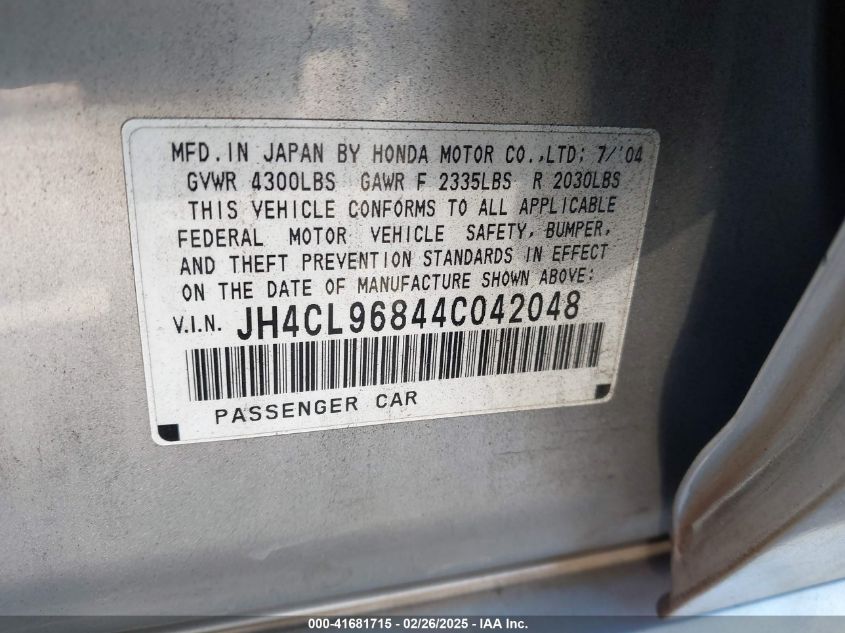 MFD. IN JAPAN BY HONDA MOTOR CO.,LTD; 7/'04
GVWR 4300LBS GAWR F 2335LBS R 2030LBS
THIS VEHICLE CONFORMS TO ALL APPLICABLE
FEDERAL MOTOR VEHICLE SAFETY, BUMPER,
AND THEFT PREVENTION STANDARDS IN EFFECT
ON THE DATE OF MANUFACTURE SHOWN ABOVE:
V.I.N. JH4CL96844C042048
PASSENGER CAR
000-41681715 - 02/26/2025 - IAA Inc.